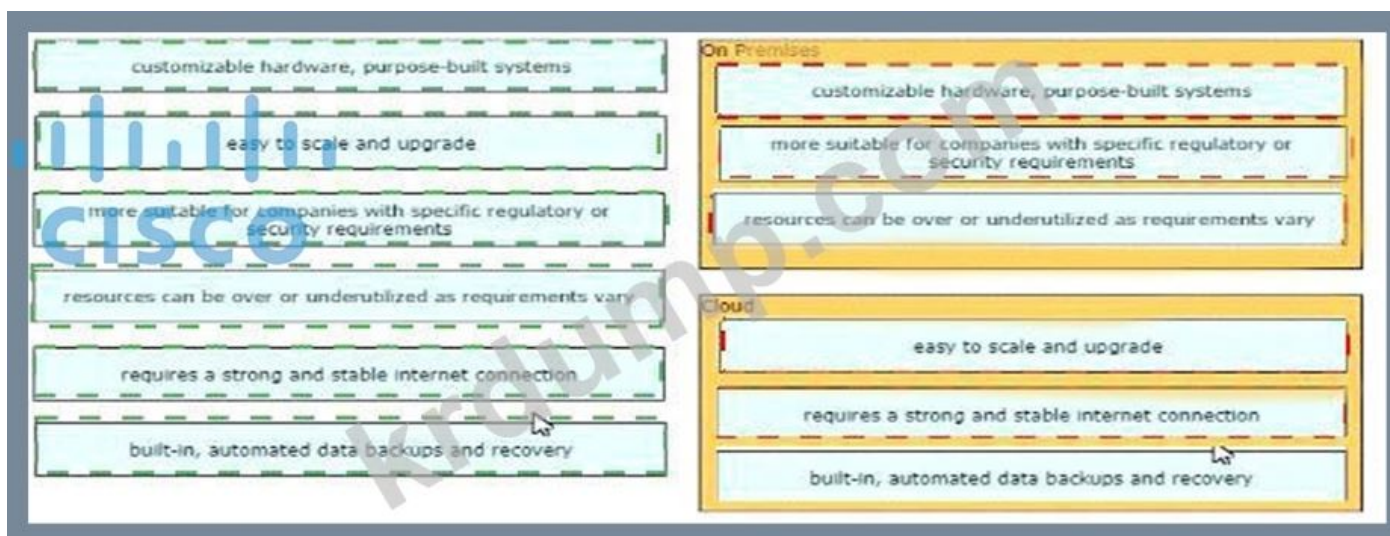 customizable hardware, purpose-built systems
easy to scale and upgrade
more suitable for companies with specific regulatory or
security requirements
resources can be over or underutilized as requirements vary
requires a strong and stable internet connection
built-in, automated data backups and recovery
CISCO
On Premises
customizable hardware, purpose-built systems
more suitable for companies with specific regulatory or
security requirements
resources can be over or underutilized as requirements vary
Cloud
easy to scale and upgrade
requires a strong and stable internet connection
built-in, automated data backups and recovery
krdump.com